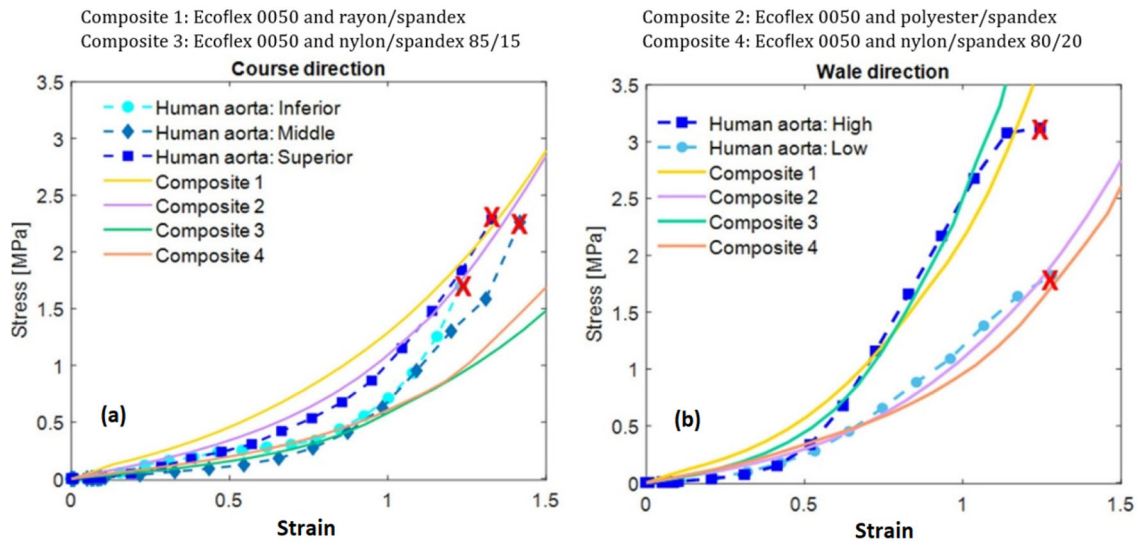 Composite 1: Ecoflex 0050 and rayon/spandex
Composite 3: Ecoflex 0050 and nylon/spandex 85/15
Composite 2: Ecoflex 0050 and polyester/spandex
Composite 4: Ecoflex 0050 and nylon/spandex 80/20
Course direction
3.5
3
2.5
2
1.5
1
0.5
0
Stress [MPa]
Human aorta: Inferior
Human aorta: Middle
Human aorta: Superior
Composite 1
Composite 2
Composite 3
Composite 4
X
X
X
(a)
0
0.5
1
1.5
Strain
Wale direction
3.5
3
2.5
2
1.5
1
0.5
0
Stress [MPa]
Human aorta: High
Human aorta: Low
Composite 1
Composite 2
Composite 3
Composite 4
X
X
(b)
0
0.5
1
1.5
Strain